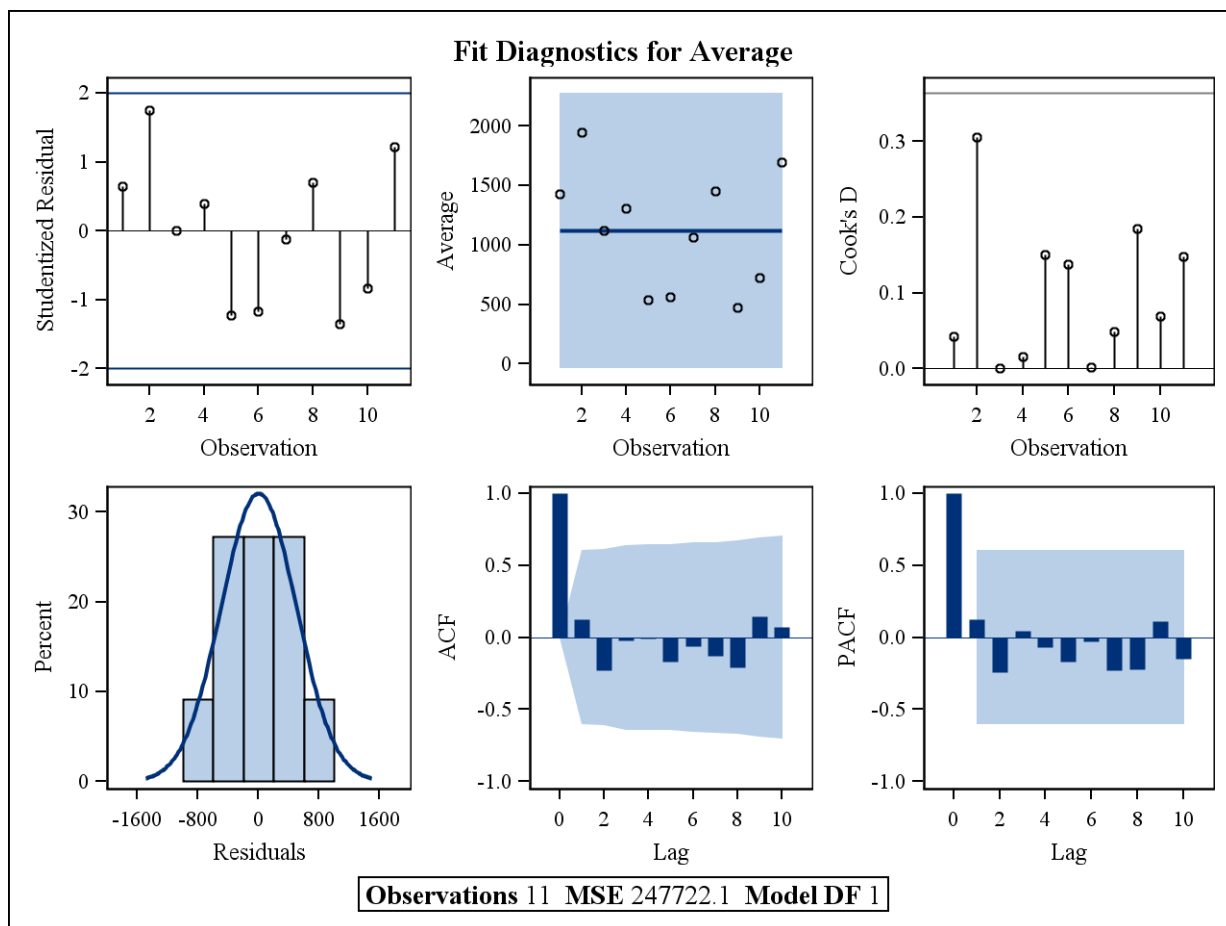 Fit Diagnostics for Average
2
1
0
-1
-2
Studentized Residual
2 4 6 8 10
Observation
2000
1500
1000
500
0
Average
2 4 6 8 10
Observation
0.3
0.2
0.1
0.0
Cook's D
2 4 6 8 10
Observation
30
20
10
0
Percent
-1600 -800 0 800 1600
Residuals
1.0
0.5
0.0
-0.5
-1.0
ACF
0 2 4 6 8 10
Lag
1.0
0.5
0.0
-0.5
-1.0
PACF
0 2 4 6 8 10
Lag
Observations 11 MSE 247722.1 Model DF 1